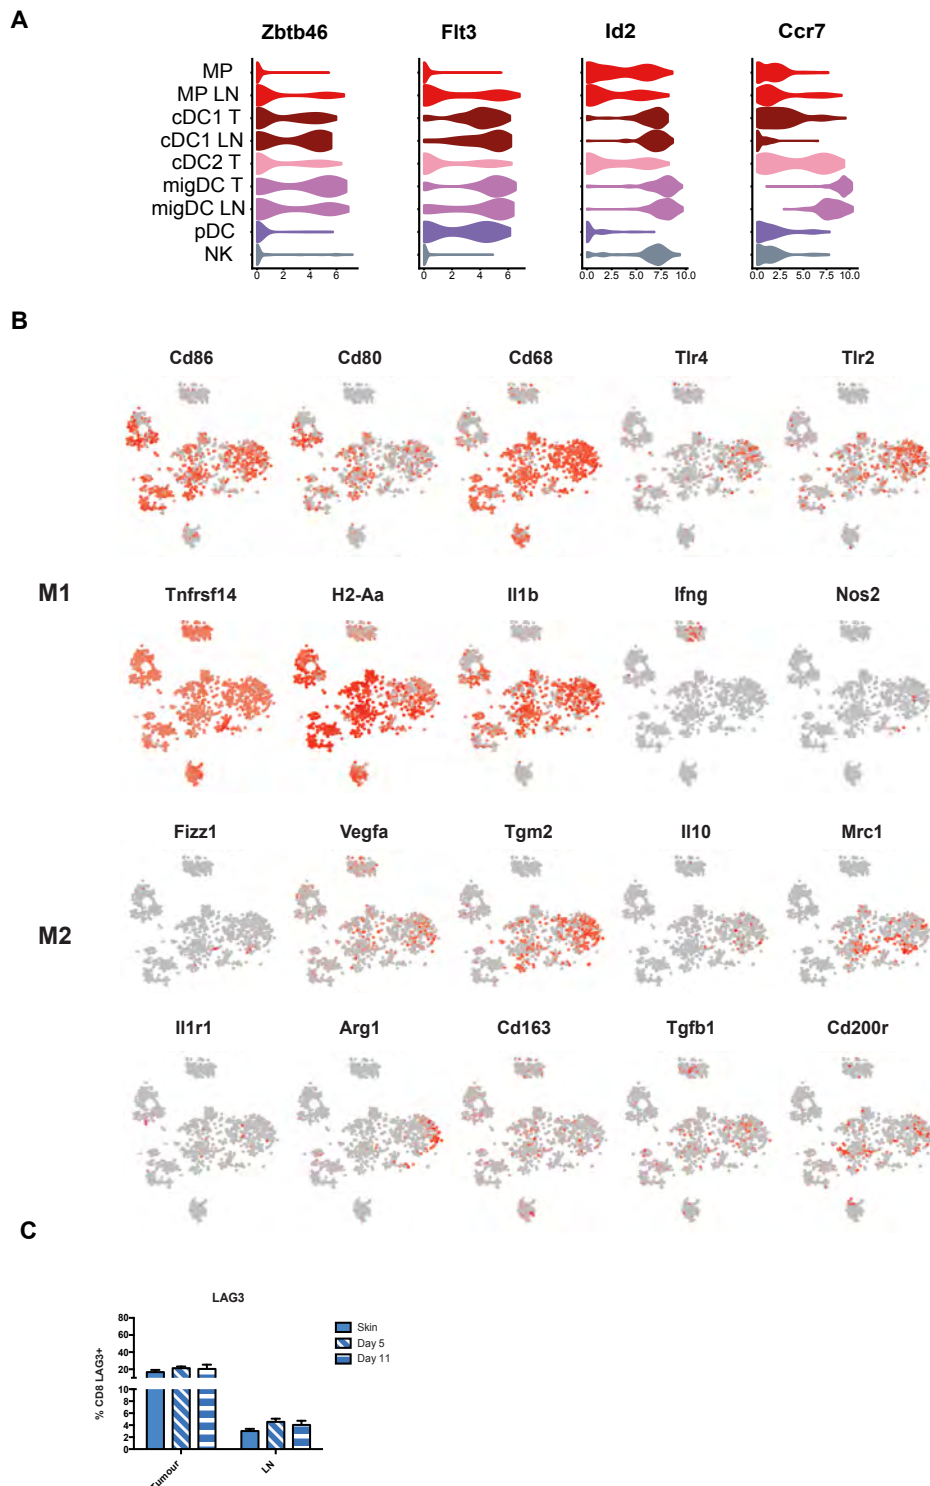 A
Zbtb46 Flt3 Id2 Ccr7
MP
MP LN
cDC1 T
cDC1 LN
cDC2 T
migDC T
migDC LN
pDC
NK
0 2 4 6 0 2 4 6 0.0 2.5 5.0 7.5 10.0 0.0 2.5 5.0 7.5 10.0
B
Cd86 Cd80 Cd68 Tlr4 Tlr2
M1
Tnfrsf14 H2-Aa Il1b Ifng Nos2
Fizz1 Vegfa Tgm2 Il10 Mrc1
M2
Il1r1 Arg1 Cd163 Tgfb1 Cd200r
C
LAG3
% CD8 LAG3+
80
60
40
20
10
8
6
4
2
0
Skin
Day 5
Day 11
Tumour LN